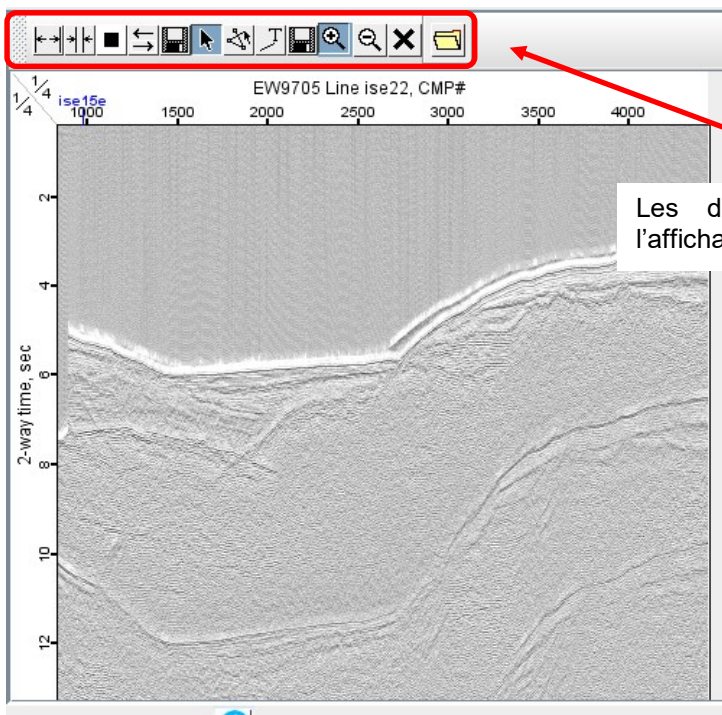 1/4
1/4
ise15e
EW9705 Line ise22, CMP#
1000 1500 2000 2500 3000 3500 4000
Les d
l'afficha
2-way time, sec
2
4
6
8
10
12